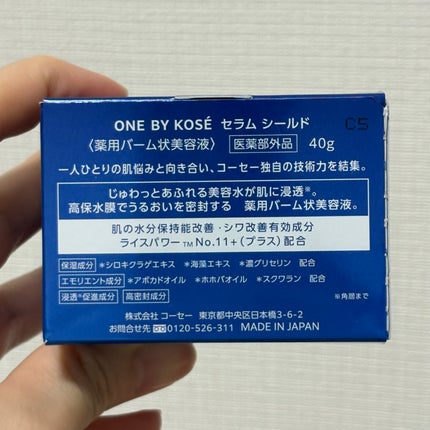 ONE BY KOSÉ セラム シールド C5
〈薬用バーム状美容液〉 医薬部外品 40g
一人ひとりの肌悩みと向き合い、コーセー独自の技術力を結集。
じゅわっとあふれる美容水が肌に浸透※。
高保水膜でうるおいを密封する 薬用バーム状美容液。
肌の水分保持能改善・シワ改善有効成分
ライスパワー™No.11+(プラス)配合
保湿成分 *シロキクラゲエキス *海藻エキス *濃グリセリン 配合
エモリエント成分 *アボカドオイル *ホホバオイル *スクワラン 配合
浸透※促進成分 高密封成分 ※角層まで
株式会社 コーセー 東京都中央区日本橋3-6-2
お問合せ先 0120-526-311 MADE IN JAPAN